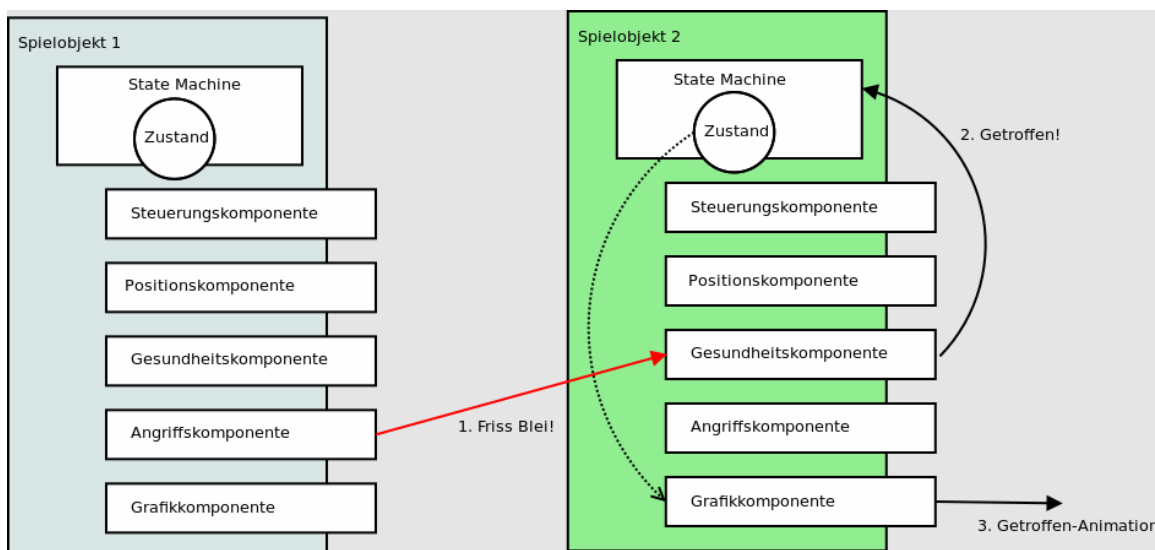 Spielobjekt 1
State Machine
Zustand
Steuerungskomponente
Positionskomponente
Gesundheitskomponente
Angriffskomponente
Grafikkomponente
1. Friss Blei!
Spielobjekt 2
State Machine
Zustand
Steuerungskomponente
Positionskomponente
Gesundheitskomponente
Angriffskomponente
Grafikkomponente
2. Getroffen!
3. Getroffen-Animation